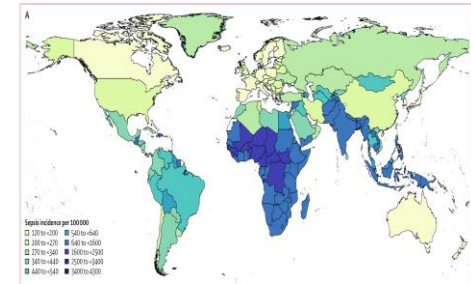 A
Sepsis incidence per 100 000
120 to <200
200 to <270
270 to <340
340 to <440
440 to <540
540 to <640
640 to <1600
1600 to <2500
2500 to <3400
3400 to 4300